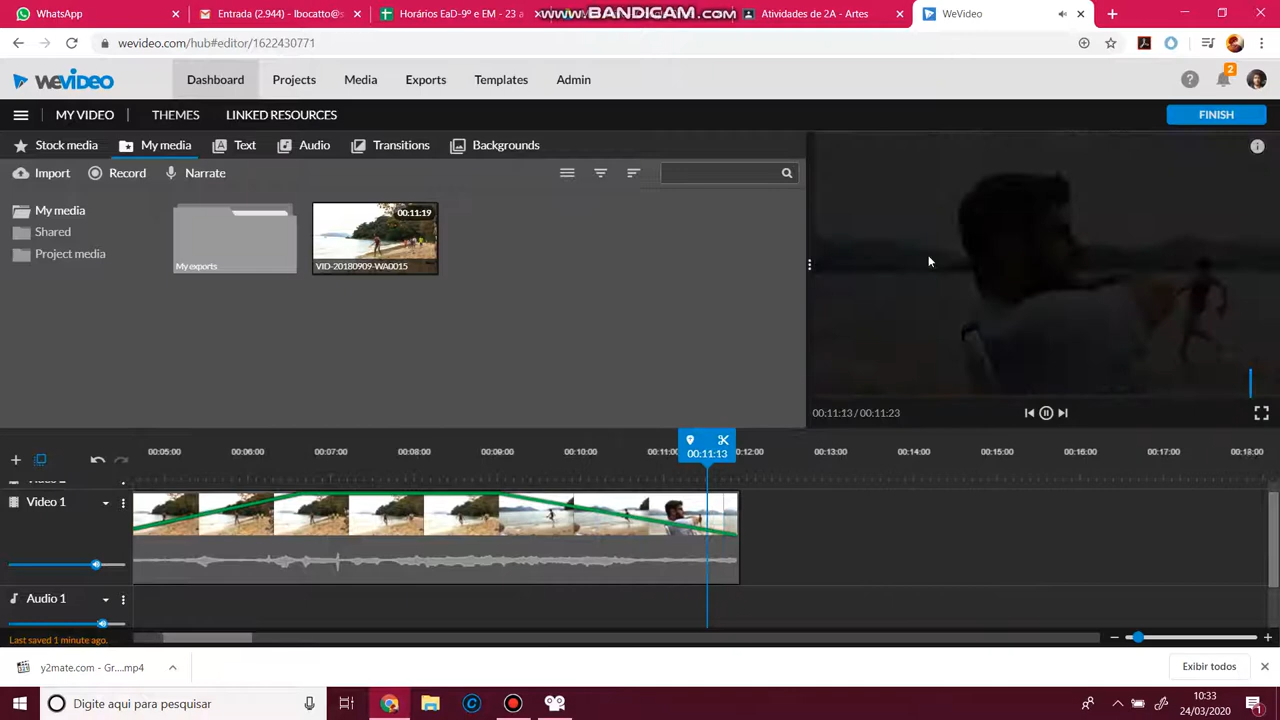 WhatsApp
Entrada (2.944) - lbocatto@s
Horários EaD-9º e EM - 23 a
www.BANDICAM.com
Atividades de 2A - Artes
WeVideo
wevideo.com/hub#editor/1622430771
wevideo
Dashboard
Projects
Media
Exports
Templates
Admin
2
MY VIDEO
THEMES
LINKED RESOURCES
FINISH
Stock media
My media
Text
Audio
Transitions
Backgrounds
Import
Record
Narrate
My media
Shared
Project media
My exports
00:11:19
VID-20180909-WA0015
00:11:13 / 00:11:23
00:05:00
00:06:00
00:07:00
00:08:00
00:09:00
00:10:00
00:11:13
00:12:00
00:13:00
00:14:00
00:15:00
00:16:00
00:17:00
00:18:00
Video 1
Audio 1
Last saved 1 minute ago.
y2mate.com - Gr....mp4
Exibir todos
Digite aqui para pesquisar
10:33
24/03/2020
1